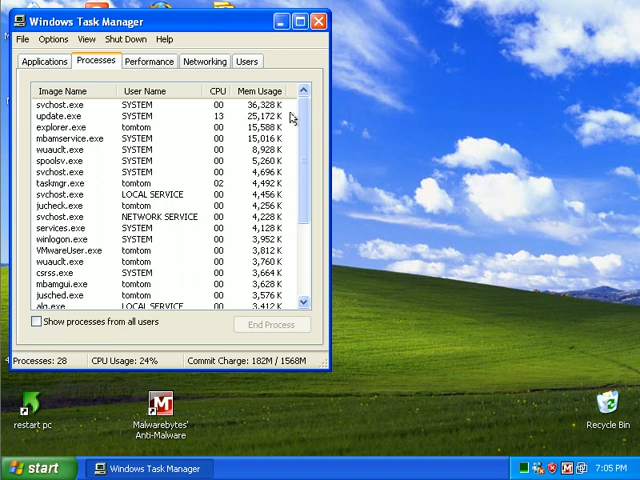 Windows Task Manager
File Options View Shut Down Help
Applications Processes Performance Networking Users
Image Name User Name CPU Mem Usage
svchost.exe SYSTEM 00 36,328 K
update.exe SYSTEM 13 25,172 K
explorer.exe tomtom 00 15,588 K
mbamservice.exe SYSTEM 00 15,016 K
wuauclt.exe SYSTEM 00 8,928 K
spoolsv.exe SYSTEM 00 5,260 K
svchost.exe SYSTEM 00 4,696 K
taskmgr.exe tomtom 02 4,492 K
svchost.exe LOCAL SERVICE 00 4,456 K
jucheck.exe tomtom 00 4,256 K
svchost.exe NETWORK SERVICE 00 4,228 K
services.exe SYSTEM 00 4,128 K
winlogon.exe SYSTEM 00 3,952 K
VMwareUser.exe tomtom 00 3,812 K
wuauclt.exe tomtom 00 3,760 K
csrss.exe SYSTEM 00 3,664 K
mbamgui.exe tomtom 00 3,628 K
jusched.exe tomtom 00 3,576 K
alg.exe LOCAL SERVICE 00 3,412 K
Show processes from all users
End Process
Processes: 28 CPU Usage: 24% Commit Charge: 182M / 1568M
restart pc
Malwarebytes'
Anti-Malware
Recycle Bin
start Windows Task Manager 7:05 PM